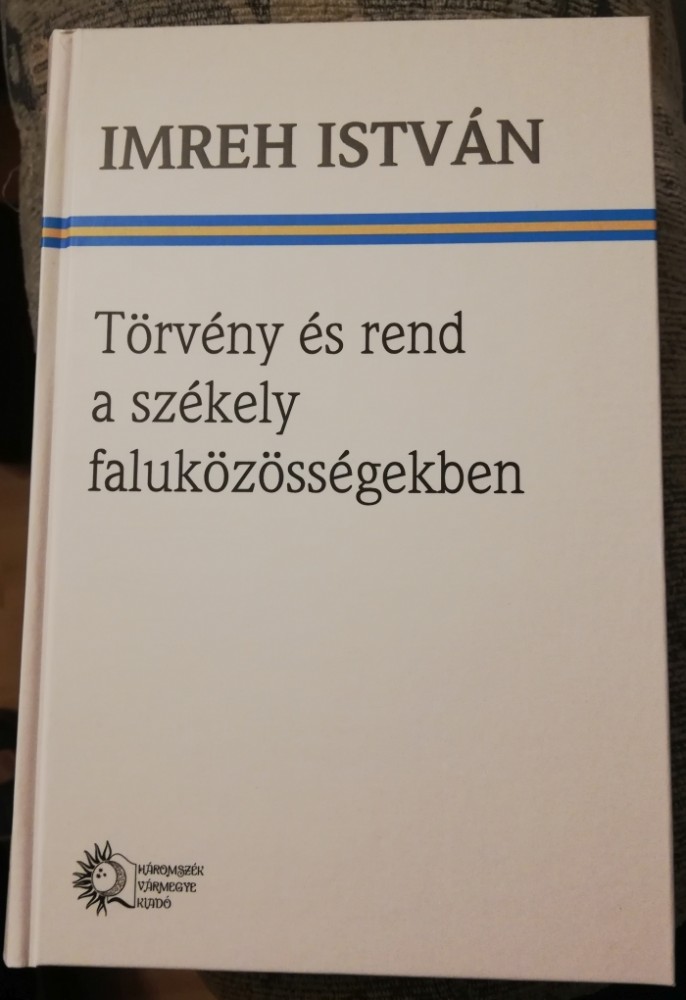 IMREH ISTVÁN
Törvény és rend
a székely
faluközösségekben
HÁROMSZÉK
VÁRMEGYE
KIADÓ